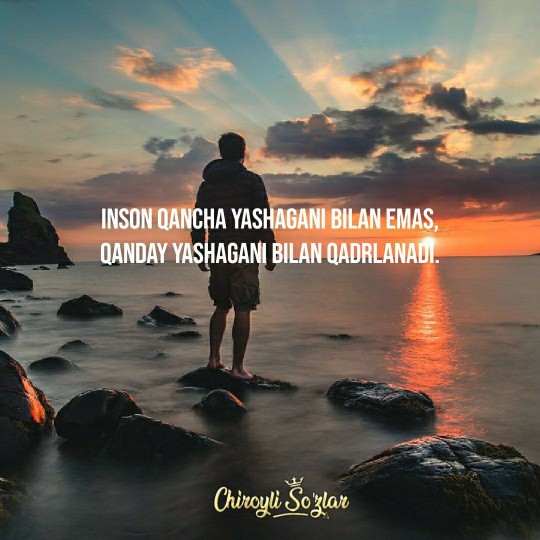 INSON QANCHA YASHAGANI BILAN EMAS,
QANDAY YASHAGANI BILAN QADRLANADI.
Chiroyli So'zlar